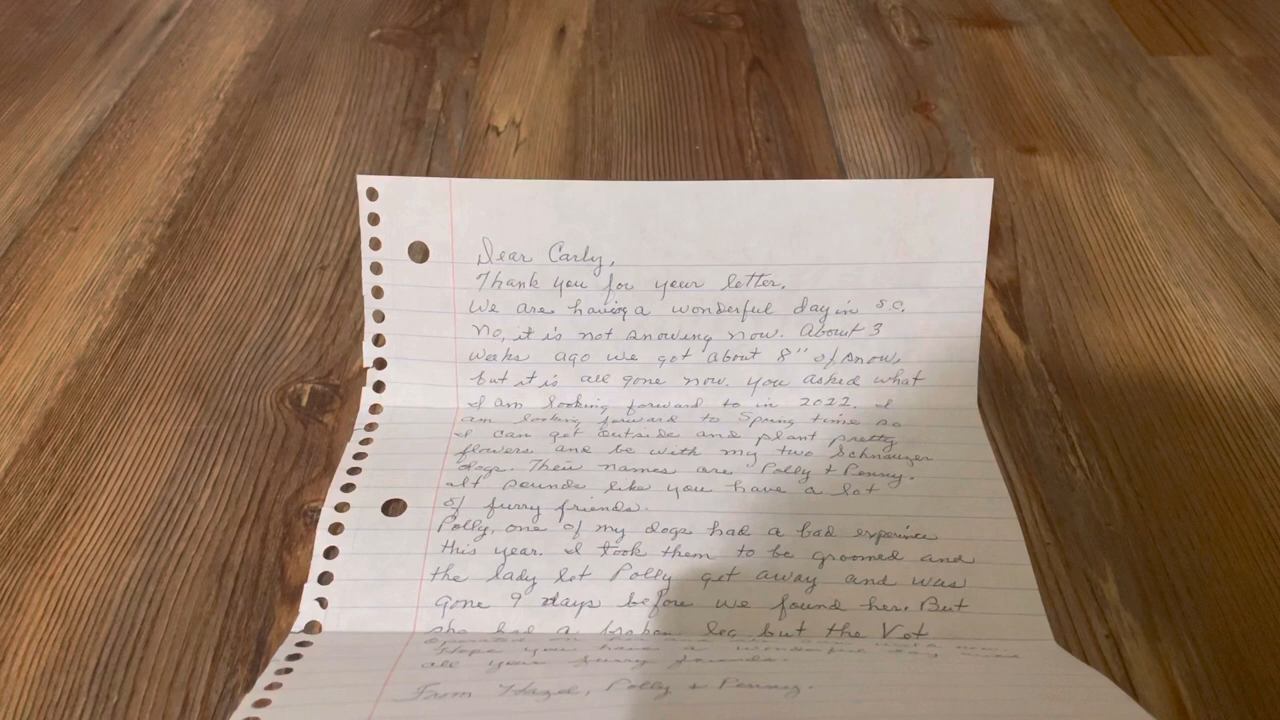 Dear Carly,
Thank you for your letter.
We are having a wonderful day in S.C.
No, it is not snowing now. About 3
weeks ago we got about 8" of snow,
but it is all gone now. You asked what
I am looking forward to in 2022. I
am looking forward to Spring time so
I can get outside and plant pretty
flowers and be with my two Schnauzer
dogs. Their names are Polly + Penny.
It sounds like you have a lot
of furry friends.
Polly, one of my dogs had a bad experince
this year. I took them to be groomed and
the lady let Polly get away and was
gone 9 days before we found her. But
she had a broken leg but the Vet
operated on
Hope you have a wonderful day and
all your furry friends.
From Hazel, Polly + Penny.